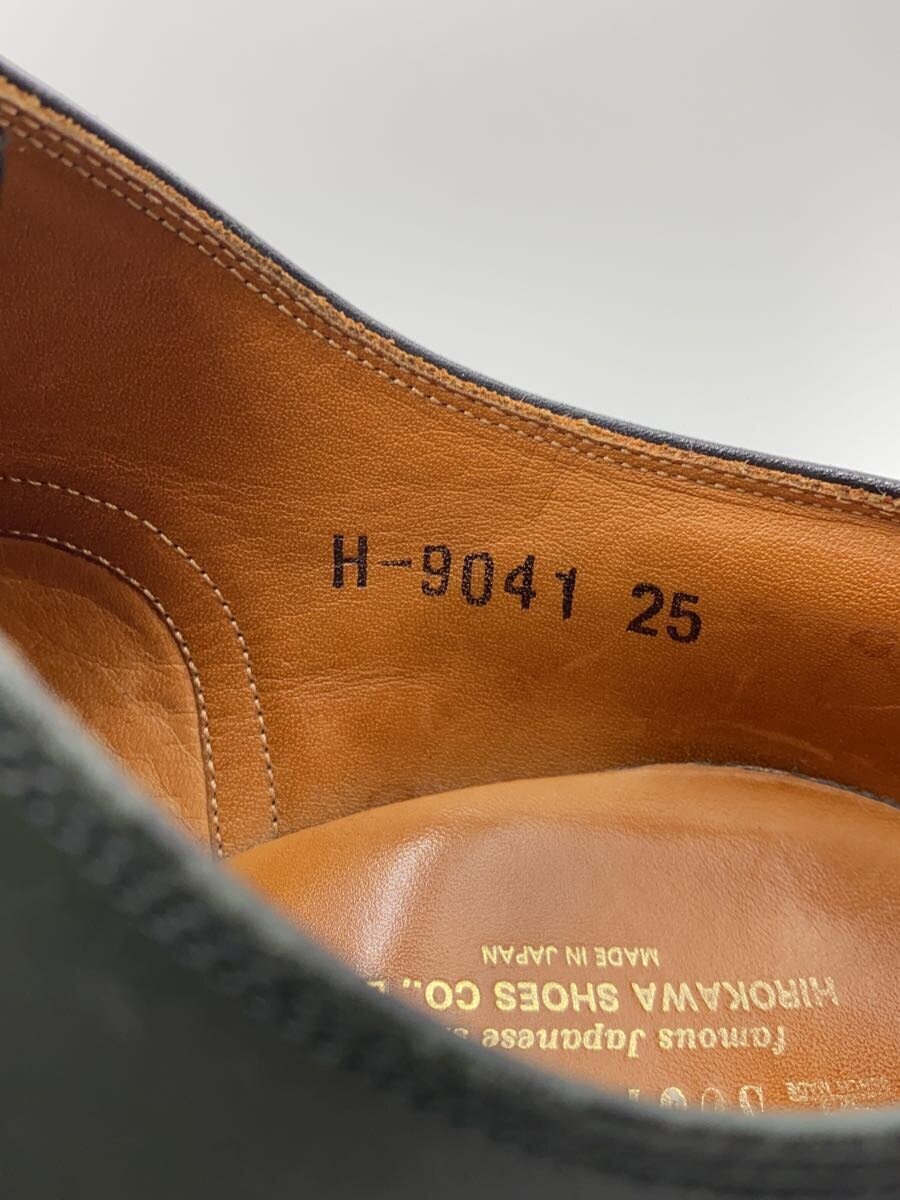 H-9041 25
famous Japanese
HIROKAWA SHOES CO.,
MADE IN JAPAN